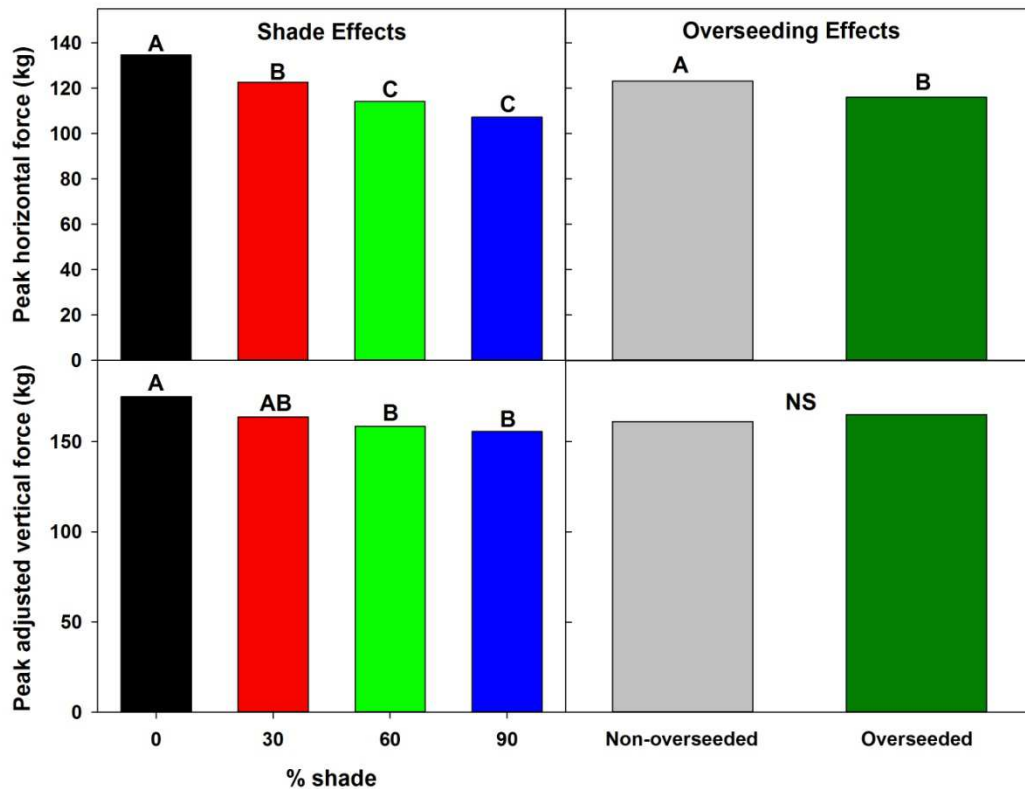 Shade Effects
Overseeding Effects
Peak horizontal force (kg)
140
120
100
80
60
40
20
0
A
B
C
C
A
B
Peak adjusted vertical force (kg)
150
100
50
0
A
AB
B
B
NS
0
30
60
90
Non-overseeded
Overseeded
% shade